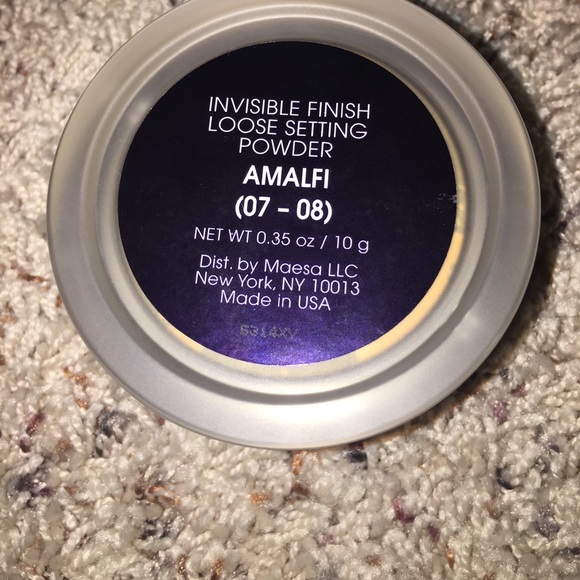 INVISIBLE FINISH
LOOSE SETTING
POWDER
AMALFI
(07 – 08)
NET WT 0.35 oz / 10 g
Dist. by Maesa LLC
New York, NY 10013
Made in USA
5314XV